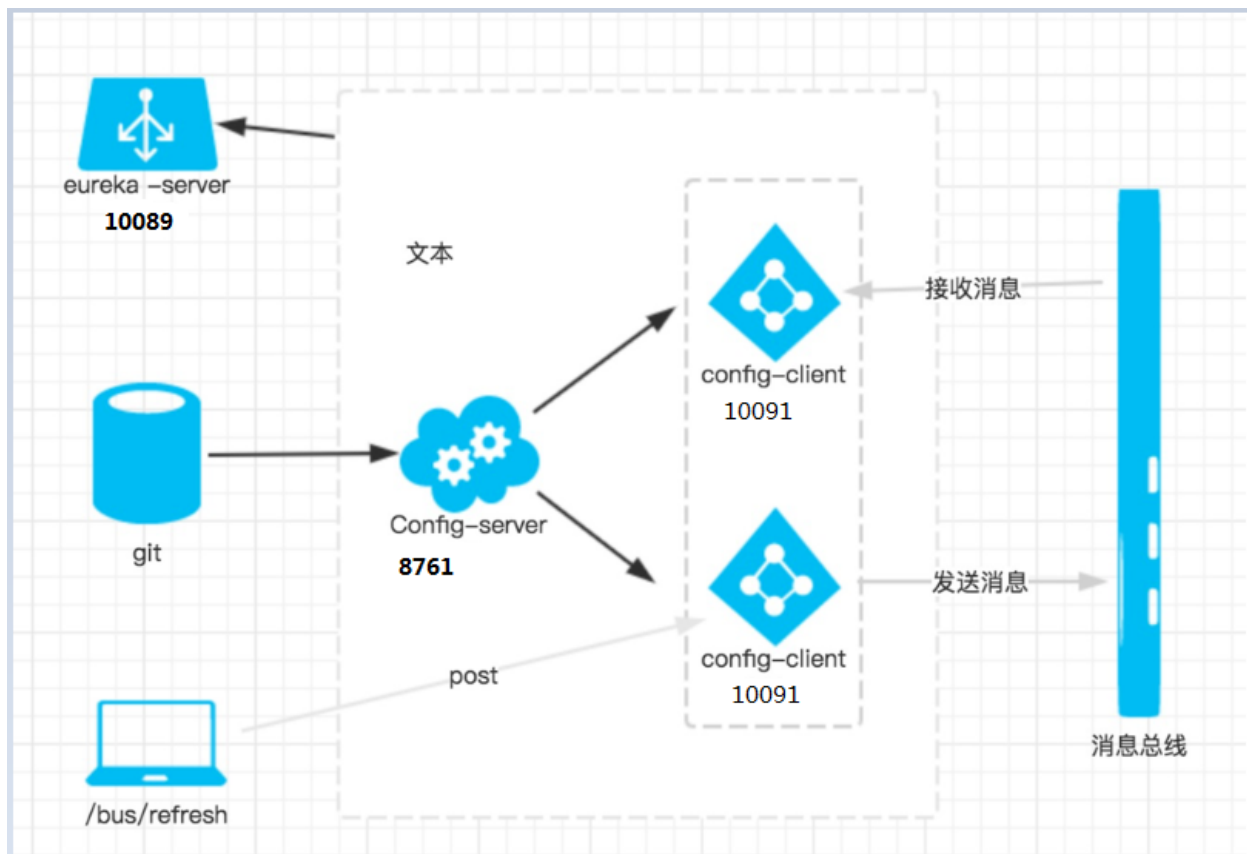 eureka -server
10089
文本
接收消息
config-client
10091
git
Config-server
8761
发送消息
config-client
10091
post
消息总线
/bus/refresh